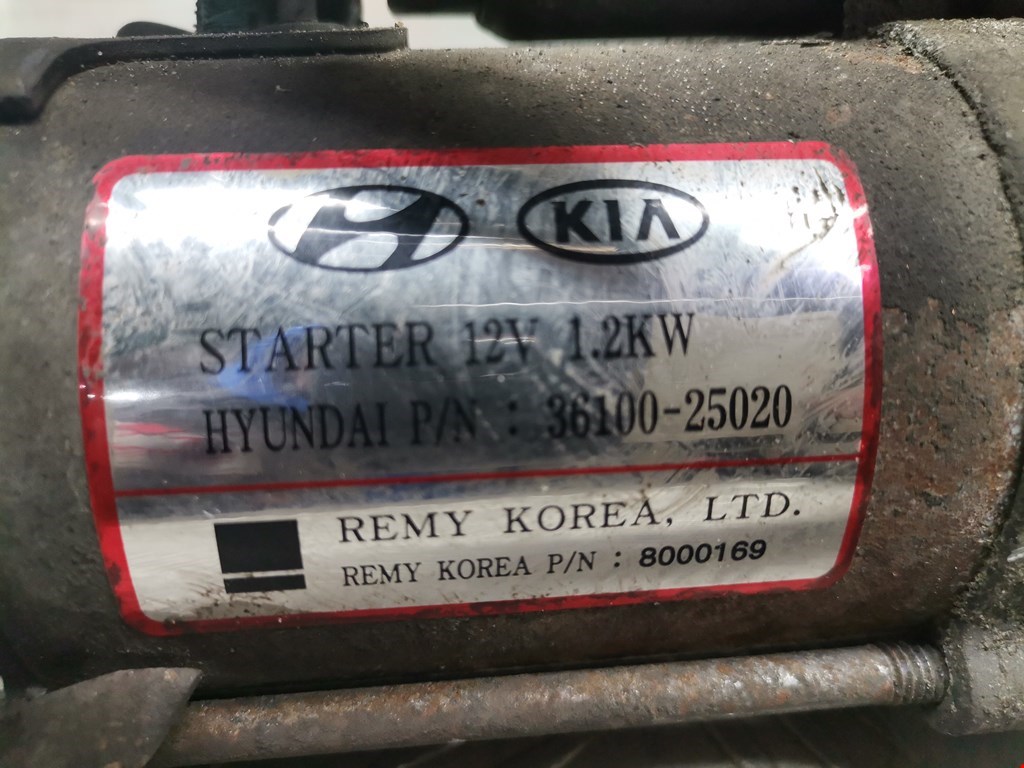 KIA
STARTER 12V 1.2KW
HYUNDAI P/N : 36100-25020
REMY KOREA, LTD.
REMY KOREA P/N : 8000169